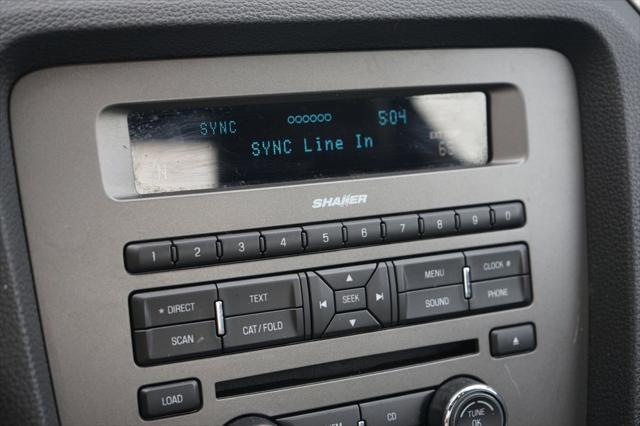 SYNC oooooo 5:04
SYNC Line In
SHAKER
1 2 3 4 5 6 7 8 9 0
* DIRECT TEXT SEEK MENU CLOCK #
SCAN CAT/FOLD SOUND PHONE
LOAD
CD
TUNE
OK